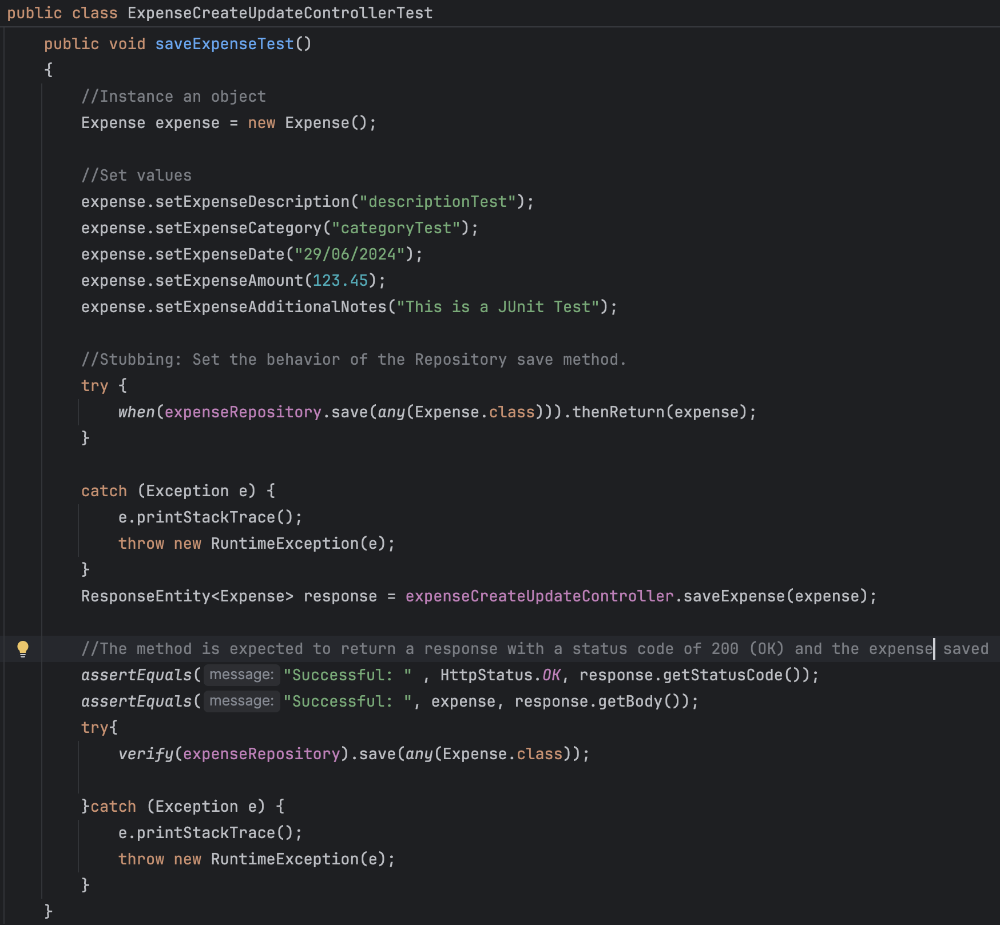 public class ExpenseCreateUpdateControllerTest
public void saveExpenseTest()
{
//Instance an object
Expense expense = new Expense();
//Set values
expense.setExpenseDescription("descriptionTest");
expense.setExpenseCategory("categoryTest");
expense.setExpenseDate("29/06/2024");
expense.setExpenseAmount(123.45);
expense.setExpenseAdditionalNotes("This is a JUnit Test");
//Stubbing: Set the behavior of the Repository save method.
try {
when(expenseRepository.save(any(Expense.class))).thenReturn(expense);
}
catch (Exception e) {
e.printStackTrace();
throw new RuntimeException(e);
}
ResponseEntity<Expense> response = expenseCreateUpdateController.saveExpense(expense);
//The method is expected to return a response with a status code of 200 (OK) and the expense saved
assertEquals( message: "Successful: " , HttpStatus.OK, response.getStatusCode());
assertEquals( message: "Successful: ", expense, response.getBody());
try{
verify(expenseRepository).save(any(Expense.class));
}catch (Exception e) {
e.printStackTrace();
throw new RuntimeException(e);
}
}